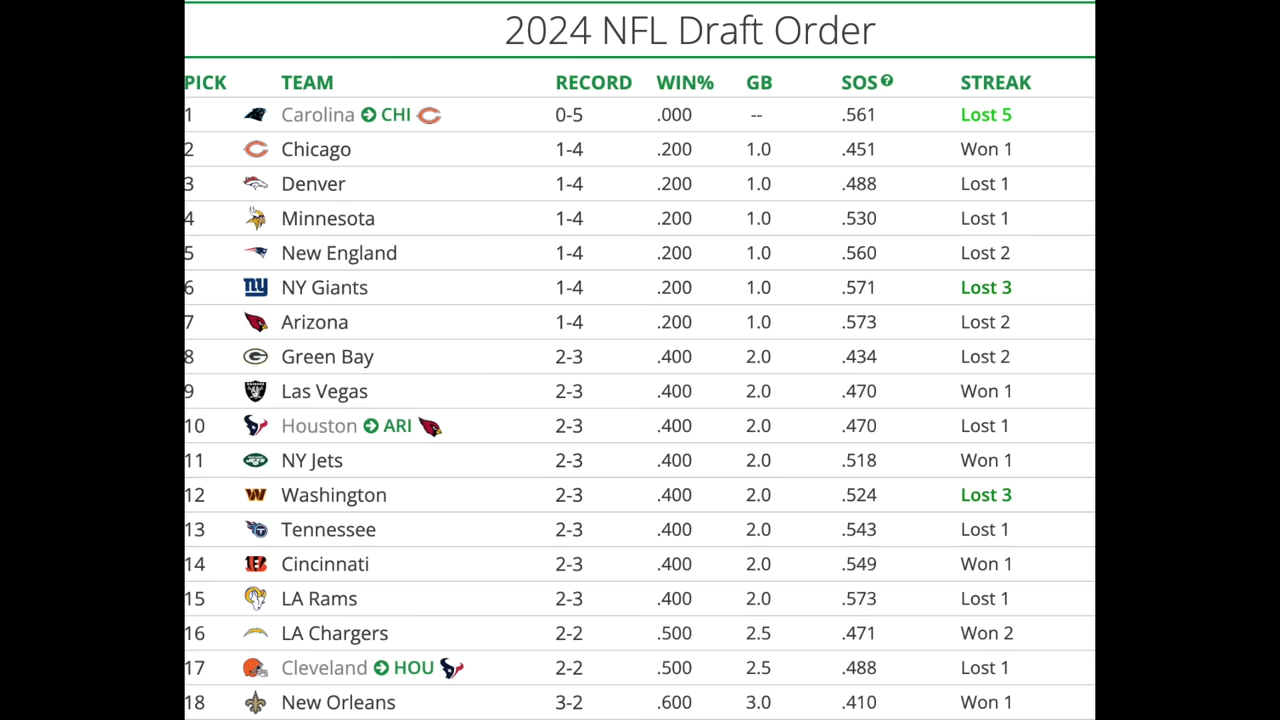 2024 NFL Draft Order
PICK TEAM RECORD WIN% GB SOS? STREAK
1 Carolina CHI 0-5 .000 -- .561 Lost 5
2 Chicago 1-4 .200 1.0 .451 Won 1
3 Denver 1-4 .200 1.0 .488 Lost 1
4 Minnesota 1-4 .200 1.0 .530 Lost 1
5 New England 1-4 .200 1.0 .560 Lost 2
6 ny NY Giants 1-4 .200 1.0 .571 Lost 3
7 Arizona 1-4 .200 1.0 .573 Lost 2
8 G Green Bay 2-3 .400 2.0 .434 Lost 2
9 RAIDERS Las Vegas 2-3 .400 2.0 .470 Won 1
10 Houston ARI 2-3 .400 2.0 .470 Lost 1
11 JETS NY Jets 2-3 .400 2.0 .518 Won 1
12 W Washington 2-3 .400 2.0 .524 Lost 3
13 Tennessee 2-3 .400 2.0 .543 Lost 1
14 Cincinnati 2-3 .400 2.0 .549 Won 1
15 LA Rams 2-3 .400 2.0 .573 Lost 1
16 LA Chargers 2-2 .500 2.5 .471 Won 2
17 Cleveland HOU 2-2 .500 2.5 .488 Lost 1
18 New Orleans 3-2 .600 3.0 .410 Won 1